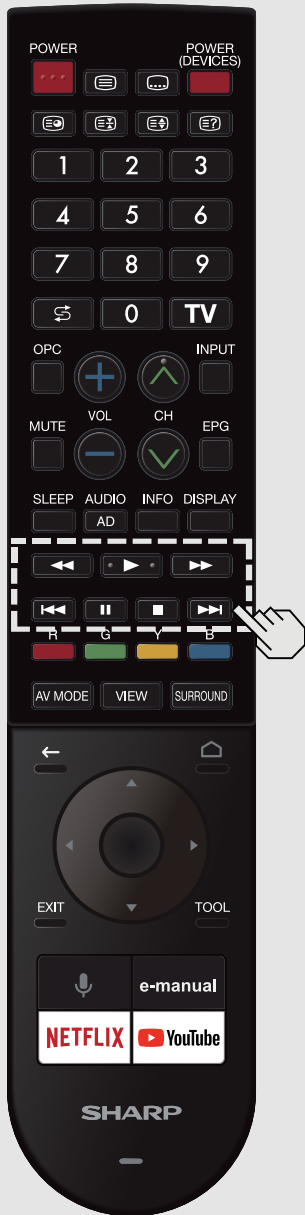 POWER POWER
(DEVICES)
1 2 3
4 5 6
7 8 9
0 TV
OPC INPUT
VOL CH
MUTE EPG
SLEEP AUDIO INFO DISPLAY
AD
R G Y B
AV MODE VIEW SURROUND
EXIT TOOL
e-manual
NETFLIX YouTube
SHARP